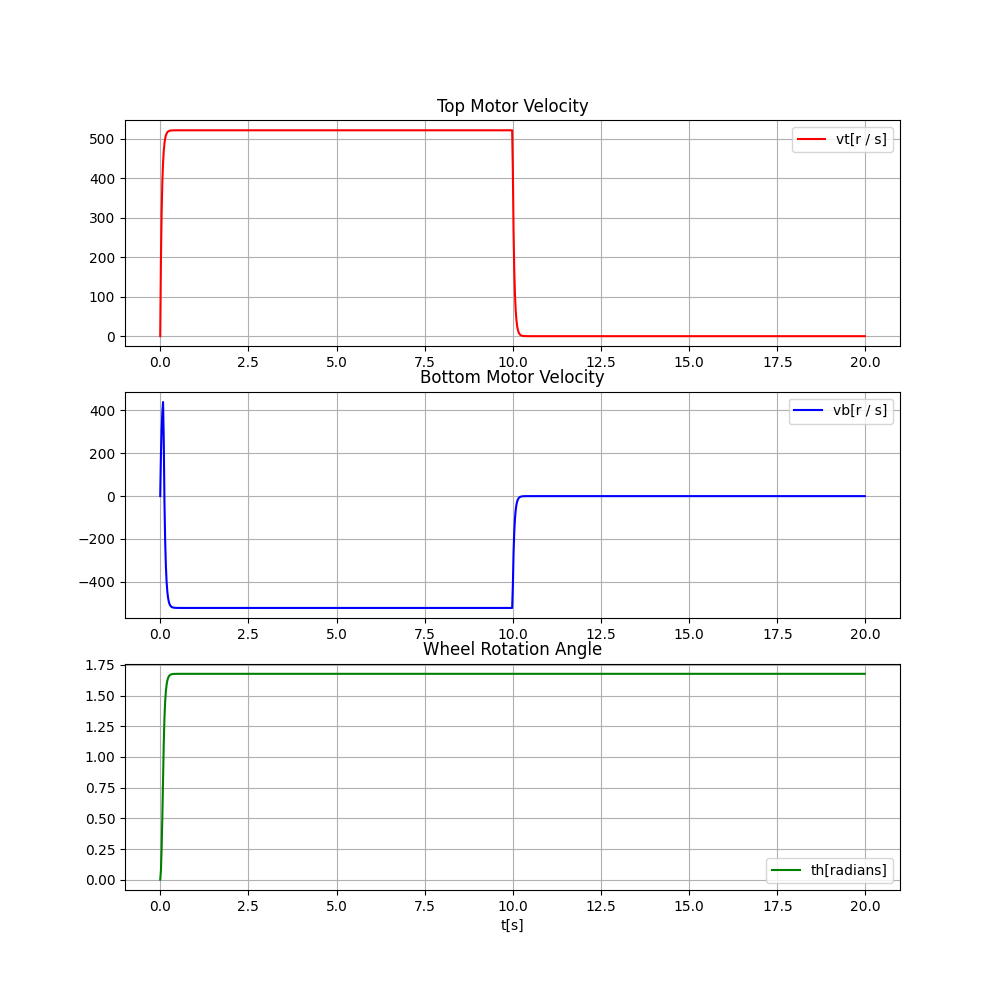 Top Motor Velocity
500
400
300
200
100
0
vt[r / s]
0.0 2.5 5.0 7.5 10.0 12.5 15.0 17.5 20.0
Bottom Motor Velocity
400
200
0
−200
−400
vb[r / s]
0.0 2.5 5.0 7.5 10.0 12.5 15.0 17.5 20.0
Wheel Rotation Angle
1.75
1.50
1.25
1.00
0.75
0.50
0.25
0.00
th[radians]
0.0 2.5 5.0 7.5 10.0 12.5 15.0 17.5 20.0
t[s]